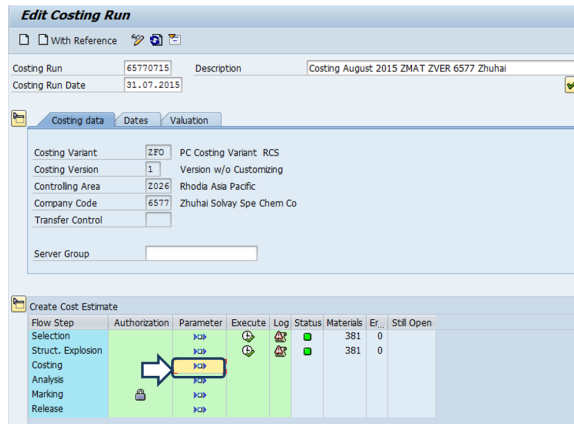 Edit Costing Run
With Reference
Costing Run 65770715 Description Costing August 2015 ZMAT ZVER 6577 Zhuhai
Costing Run Date 31.07.2015
Costing data Dates Valuation
Costing Variant ZFO PC Costing Variant RCS
Costing Version 1 Version w/o Customizing
Controlling Area Z026 Rhodia Asia Pacific
Company Code 6577 Zhuhai Solvay Spe Chem Co
Transfer Control
Server Group
Create Cost Estimate
Flow Step Authorization Parameter Execute Log Status Materials Er... Still Open
Selection 381 0
Struct. Explosion 381 0
Costing
Analysis
Marking
Release